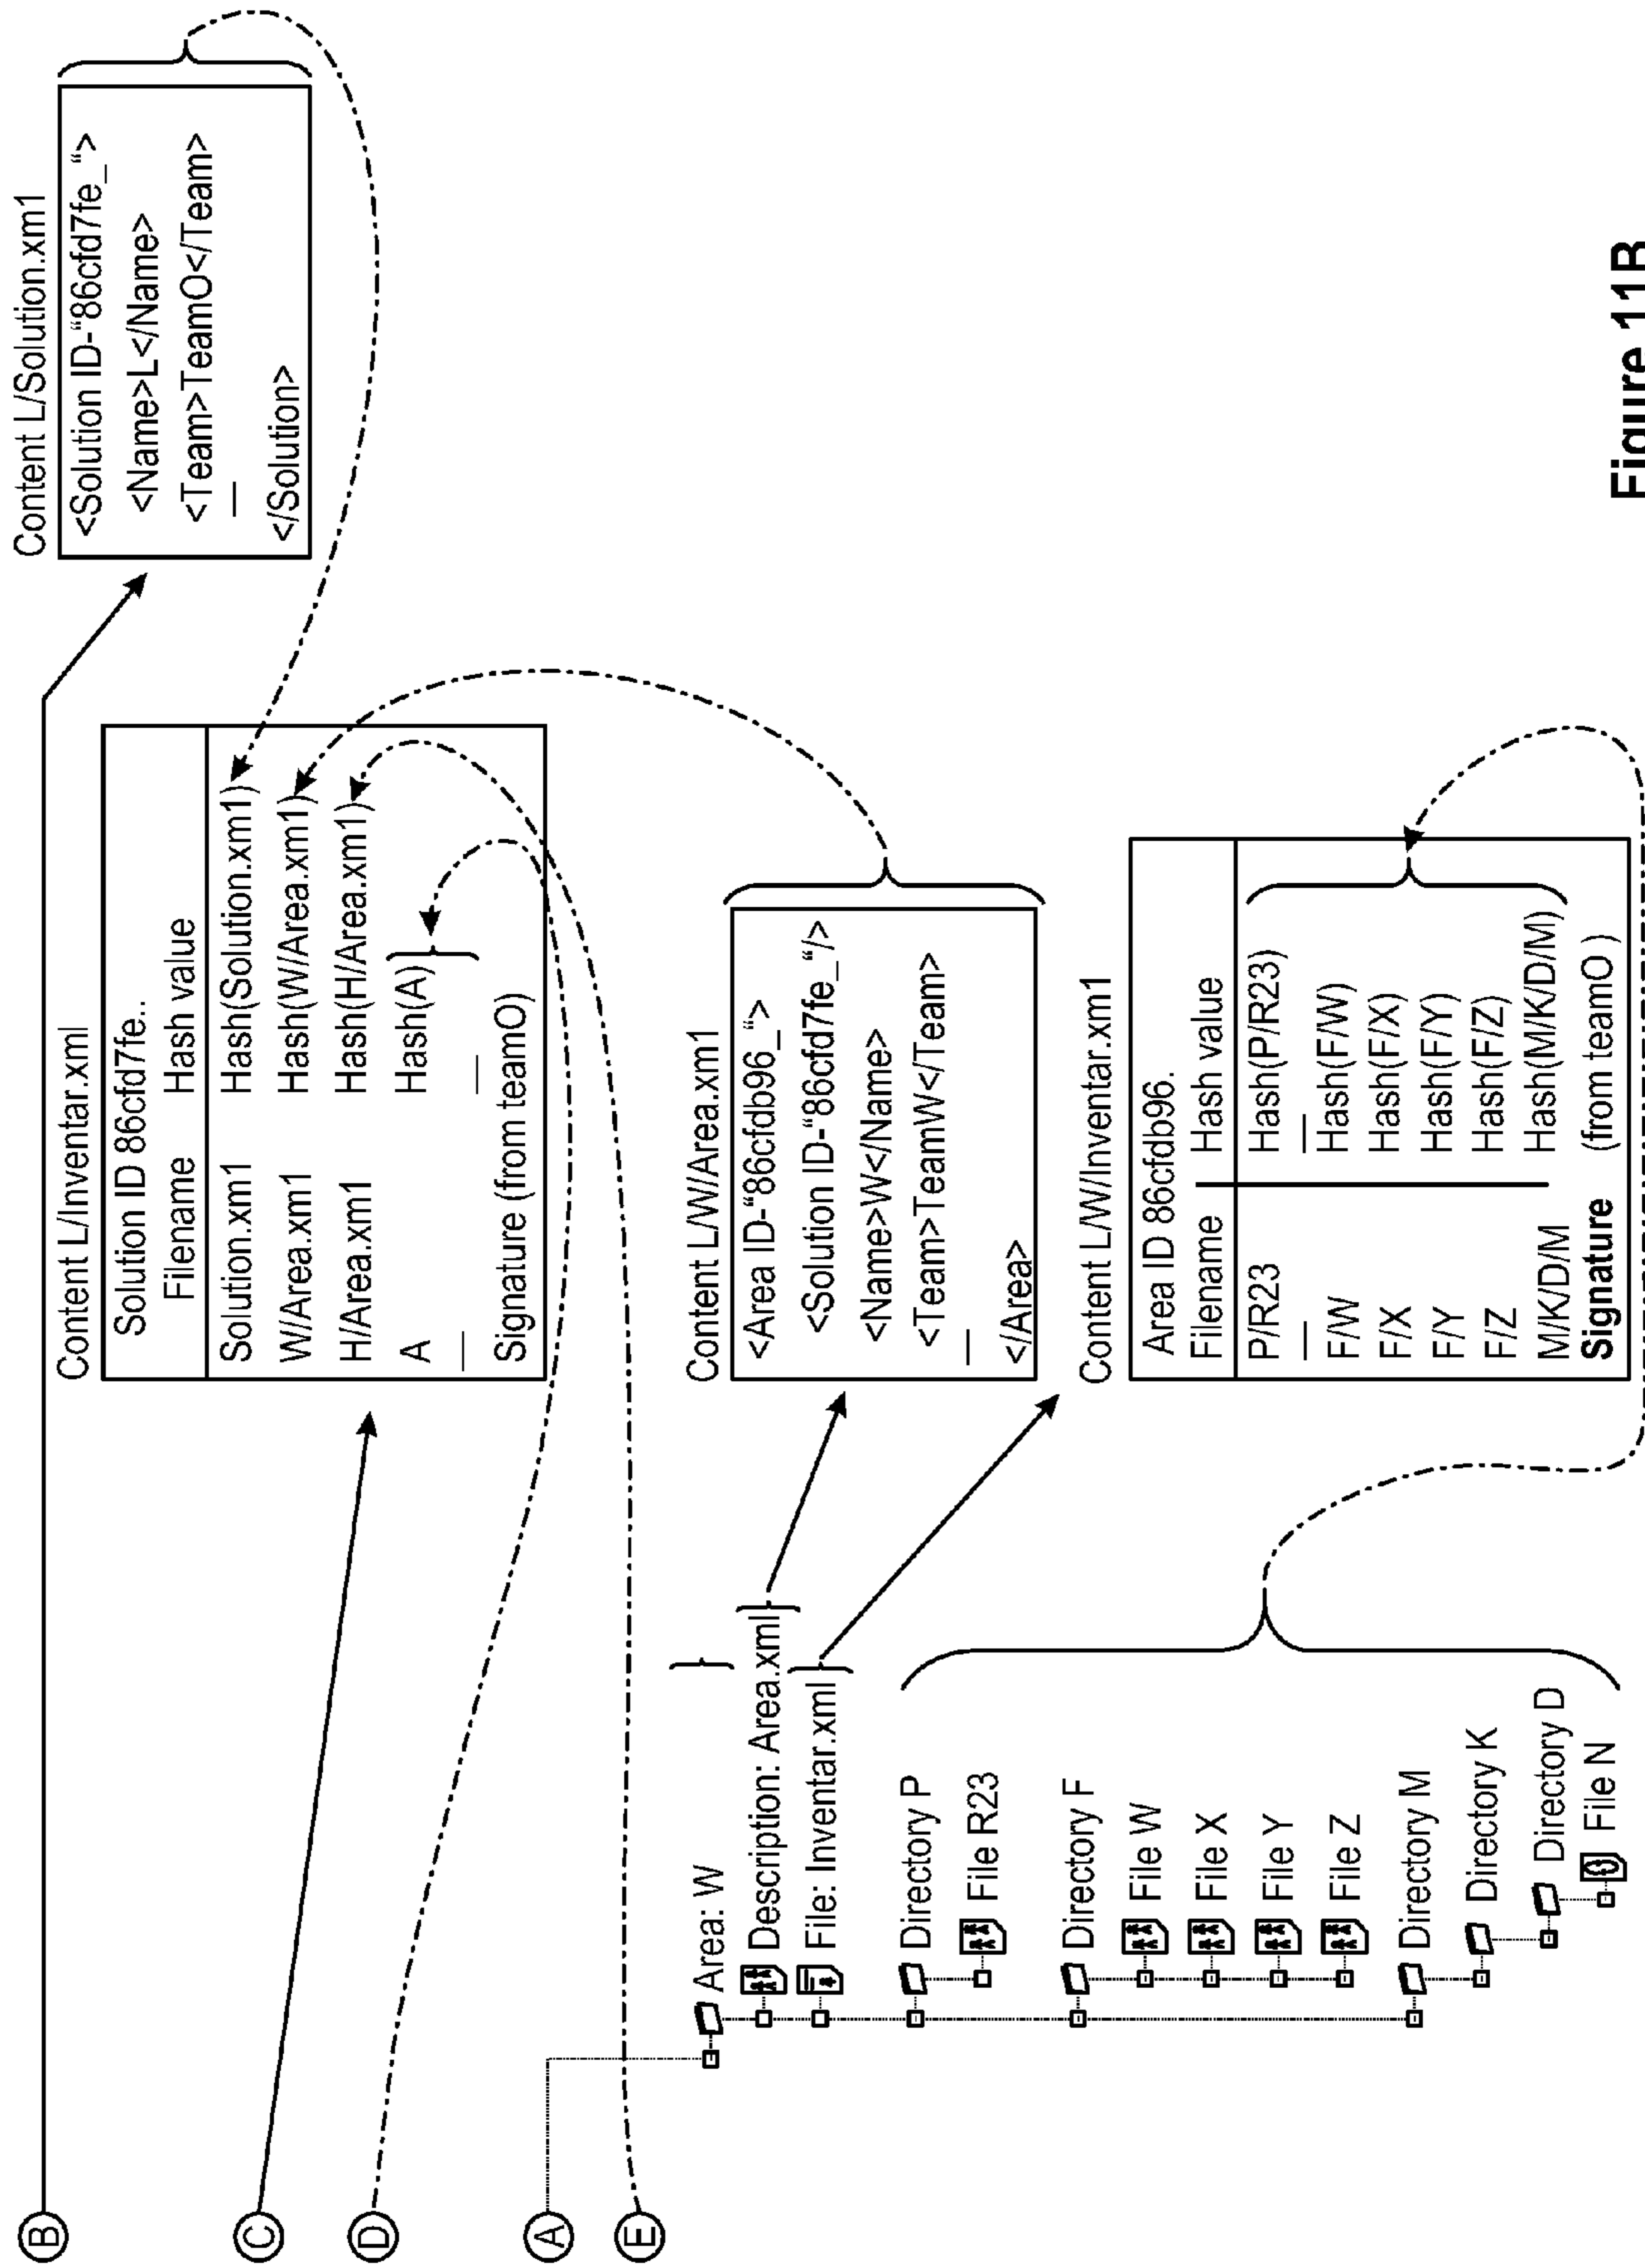 B
C
D
A
E
Content L/Solution.xm1
<Solution ID-“86cfd7fe_“>
<Name>L</Name>
<Team>TeamO</Team>
_
</Solution>
Content L/Inventar.xml
Solution ID 86cfd7fe..
Filename Hash value
Solution.xm1 Hash(Solution.xm1)
W/Area.xm1 Hash(W/Area.xm1)
H/Area.xm1 Hash(H/Area.xm1)
A Hash(A)
_ _
Signature (from teamO)
Area: W
Description: Area.xml
File: Inventar.xml
Directory P
File R23
Directory F
File W
File X
File Y
File Z
Directory M
Directory K
Directory D
File N
Content L/W/Area.xm1
<Area ID-“86cfdb96_“>
<Solution ID-“86cfd7fe_“/>
<Name>W</Name>
<Team>TeamW</Team>
_
</Area>
Content L/W/Inventar.xm1
Area ID 86cfdb96.
Filename Hash value
P/R23 Hash(P/R23)
_ _
F/W Hash(F/W)
F/X Hash(F/X)
F/Y Hash(F/Y)
F/Z Hash(F/Z)
M/K/D/M Hash(M/K/D/M)
Signature (from teamO )
Figure 11B